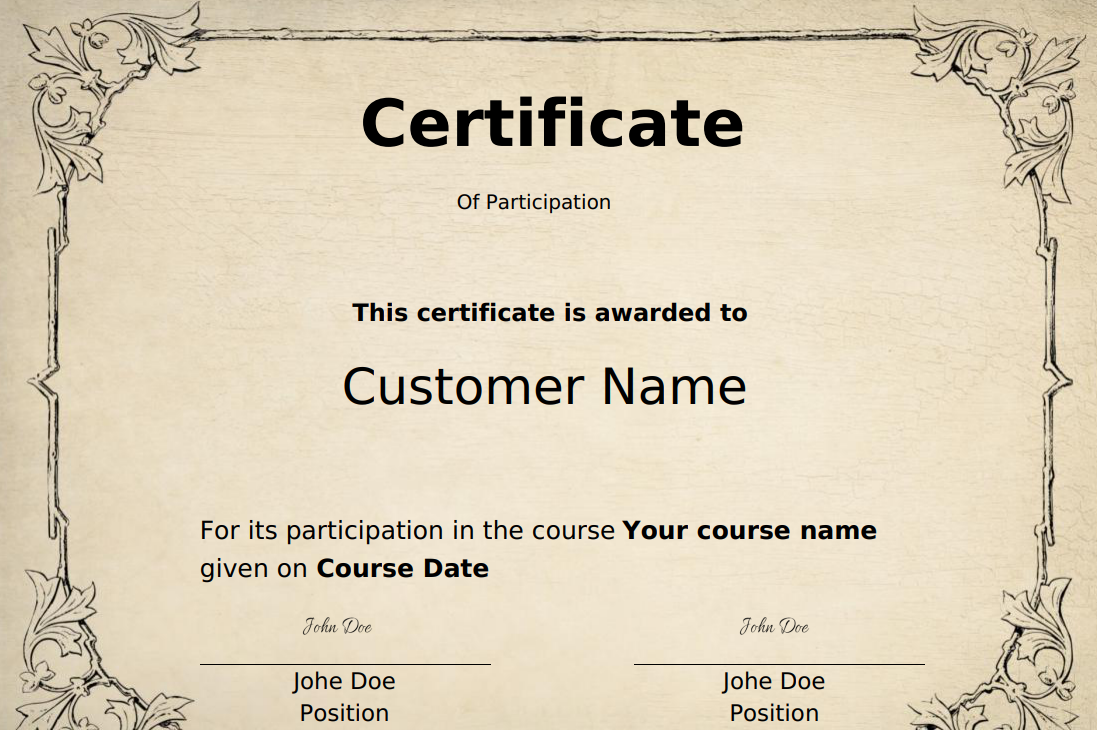 Certificate
Of Participation
This certificate is awarded to
Customer Name
For its participation in the course Your course name
given on Course Date
John Doe John Doe
Johe Doe Johe Doe
Position Position